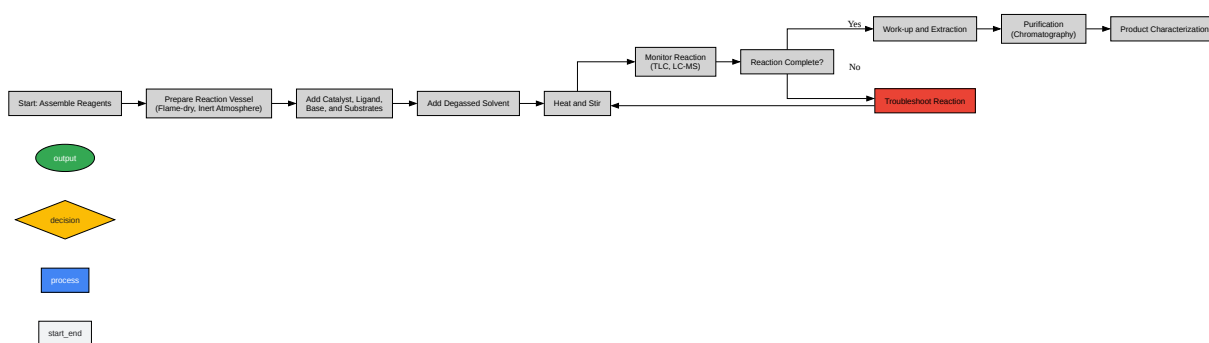 Start: Assemble Reagents
Prepare Reaction Vessel
(Flame-dry, Inert Atmosphere)
Add Catalyst, Ligand,
Base, and Substrates
Add Degassed Solvent
Heat and Stir
Monitor Reaction
(TLC, LC-MS)
Reaction Complete?
Yes
Work-up and Extraction
Purification
(Chromatography)
Product Characterization
No
Troubleshoot Reaction
output
decision
process
start_end